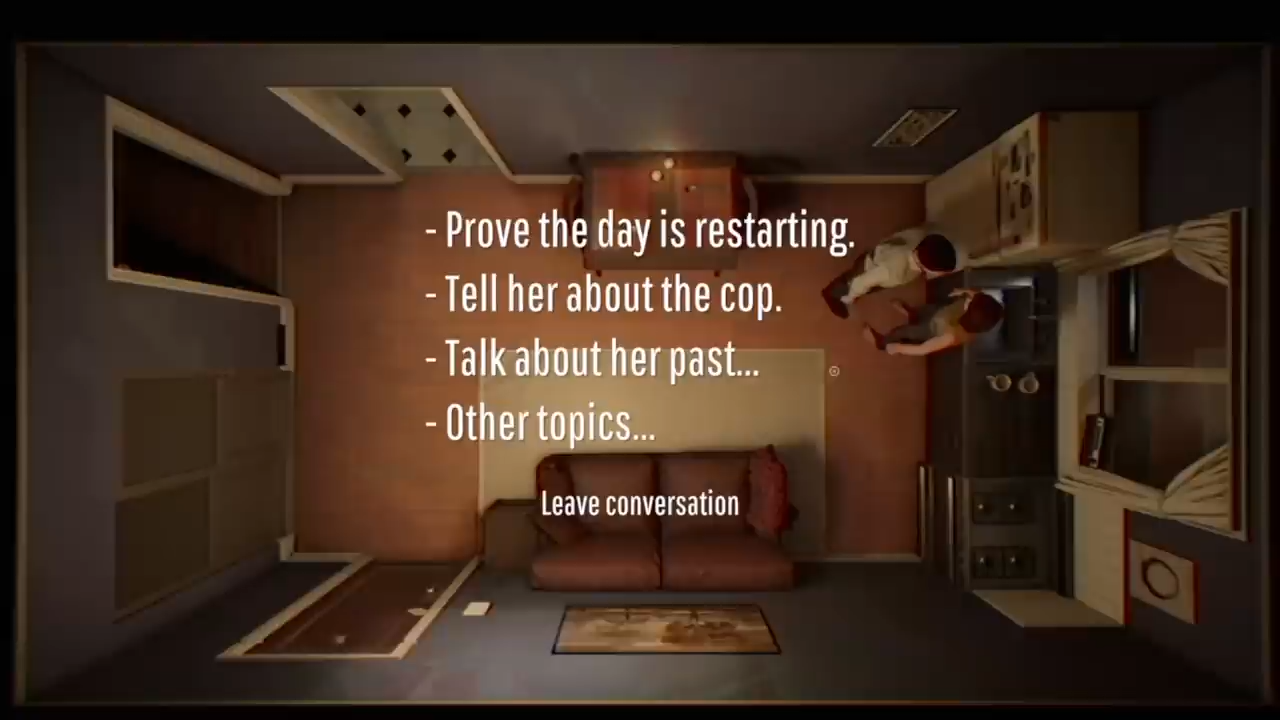 - Prove the day is restarting.
- Tell her about the cop.
- Talk about her past...
- Other topics...
Leave conversation